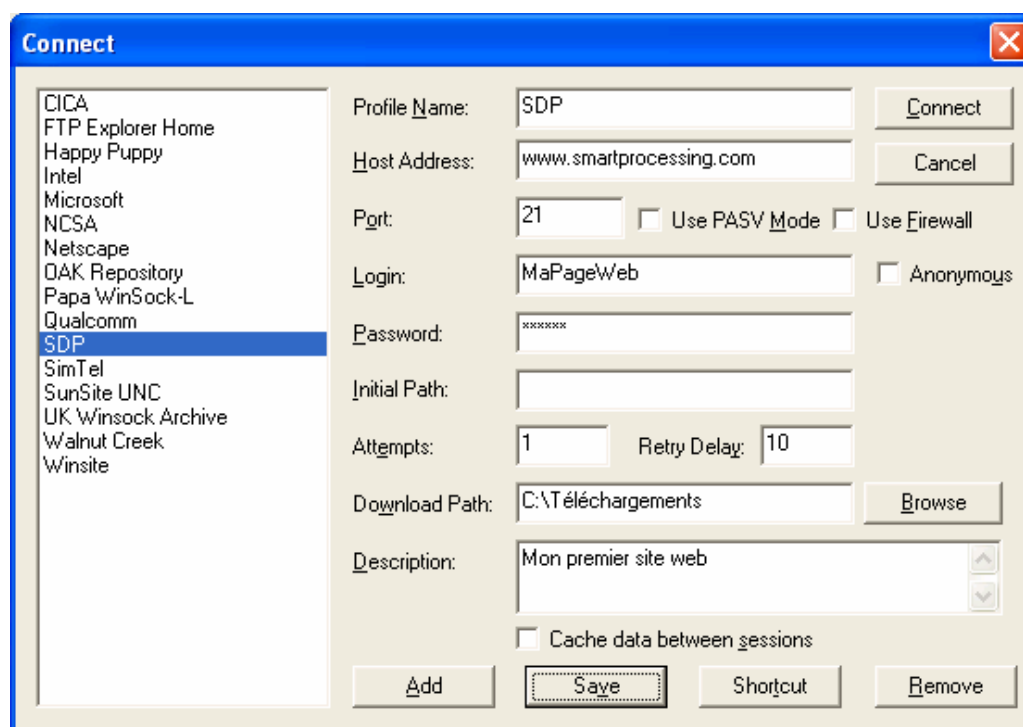 Connect
CICA
FTP Explorer Home
Happy Puppy
Intel
Microsoft
NCSA
Netscape
OAK Repository
Papa WinSock-L
Qualcomm
SDP
SimTel
SunSite UNC
UK Winsock Archive
Walnut Creek
Winsite
Profile Name: SDP Connect
Host Address: www.smartprocessing.com Cancel
Port: 21 Use PASV Mode Use Firewall
Login: MaPageWeb Anonymous
Password: ******
Initial Path:
Attempts: 1 Retry Delay: 10
Download Path: C:\Téléchargements Browse
Description: Mon premier site web
Cache data between sessions
Add Save Shortcut Remove